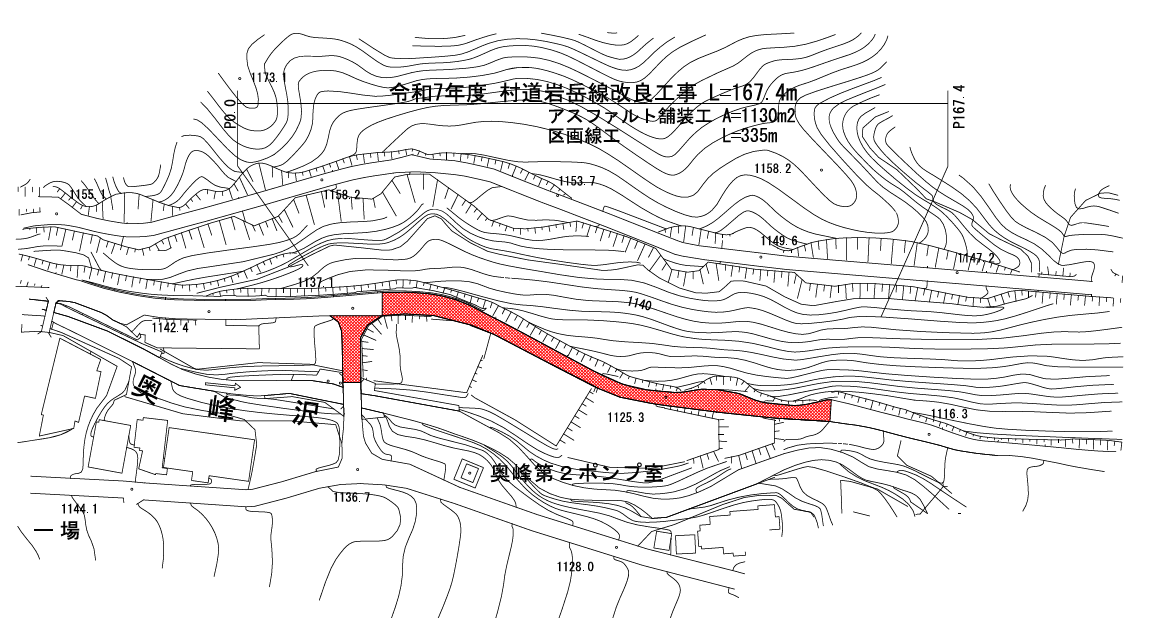 1173.1
令和7年度 村道岩岳線改良工事 L=167.4m
アスファルト舗装工 A=1130m2
区画線工 L=335m
P0.0
P167.4
1158.2
1153.7
1155.1
1158.2
1149.6
1147.2
1137.1
1140
1142.4
奥峰沢
1125.3
1116.3
奥峰第2ポンプ室
1136.7
1144.1
一場
1128.0